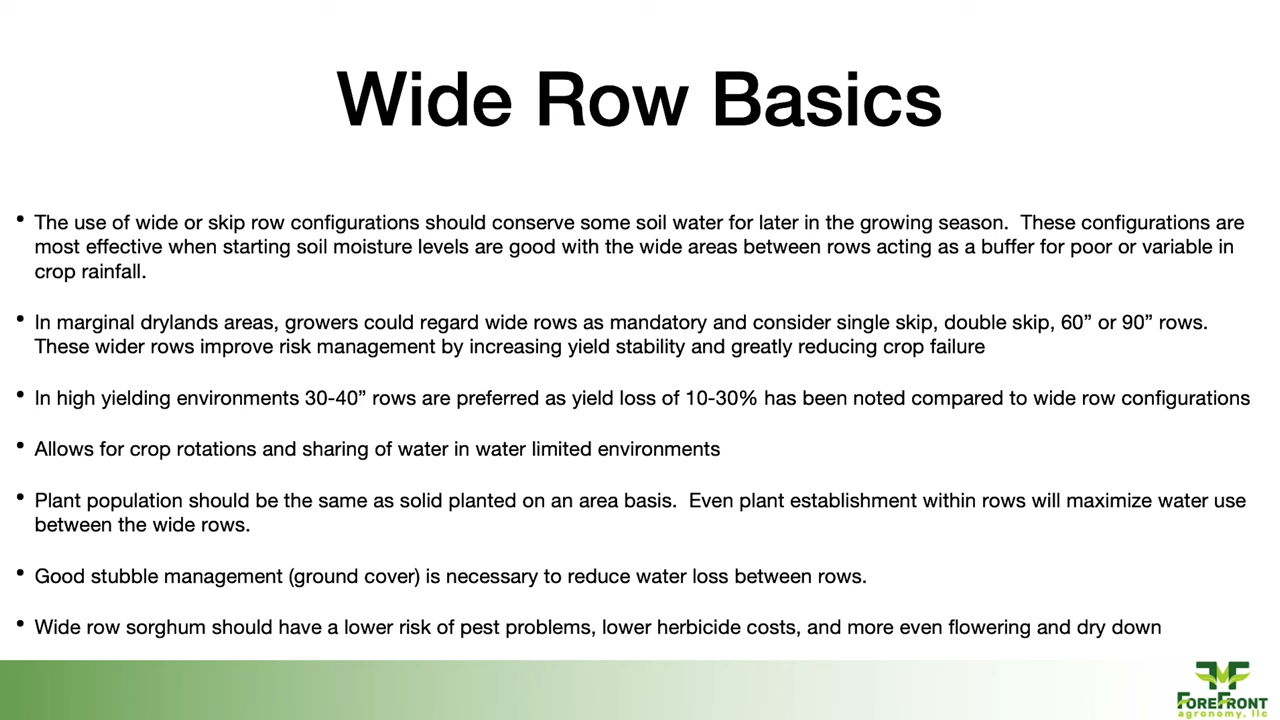 Wide Row Basics
• The use of wide or skip row configurations should conserve some soil water for later in the growing season.  These configurations are
most effective when starting soil moisture levels are good with the wide areas between rows acting as a buffer for poor or variable in
crop rainfall.
• In marginal drylands areas, growers could regard wide rows as mandatory and consider single skip, double skip, 60” or 90” rows.
These wider rows improve risk management by increasing yield stability and greatly reducing crop failure
• In high yielding environments 30-40” rows are preferred as yield loss of 10-30% has been noted compared to wide row configurations
• Allows for crop rotations and sharing of water in water limited environments
• Plant population should be the same as solid planted on an area basis.  Even plant establishment within rows will maximize water use
between the wide rows.
• Good stubble management (ground cover) is necessary to reduce water loss between rows.
• Wide row sorghum should have a lower risk of pest problems, lower herbicide costs, and more even flowering and dry down
ForeFront
agronomy, llc